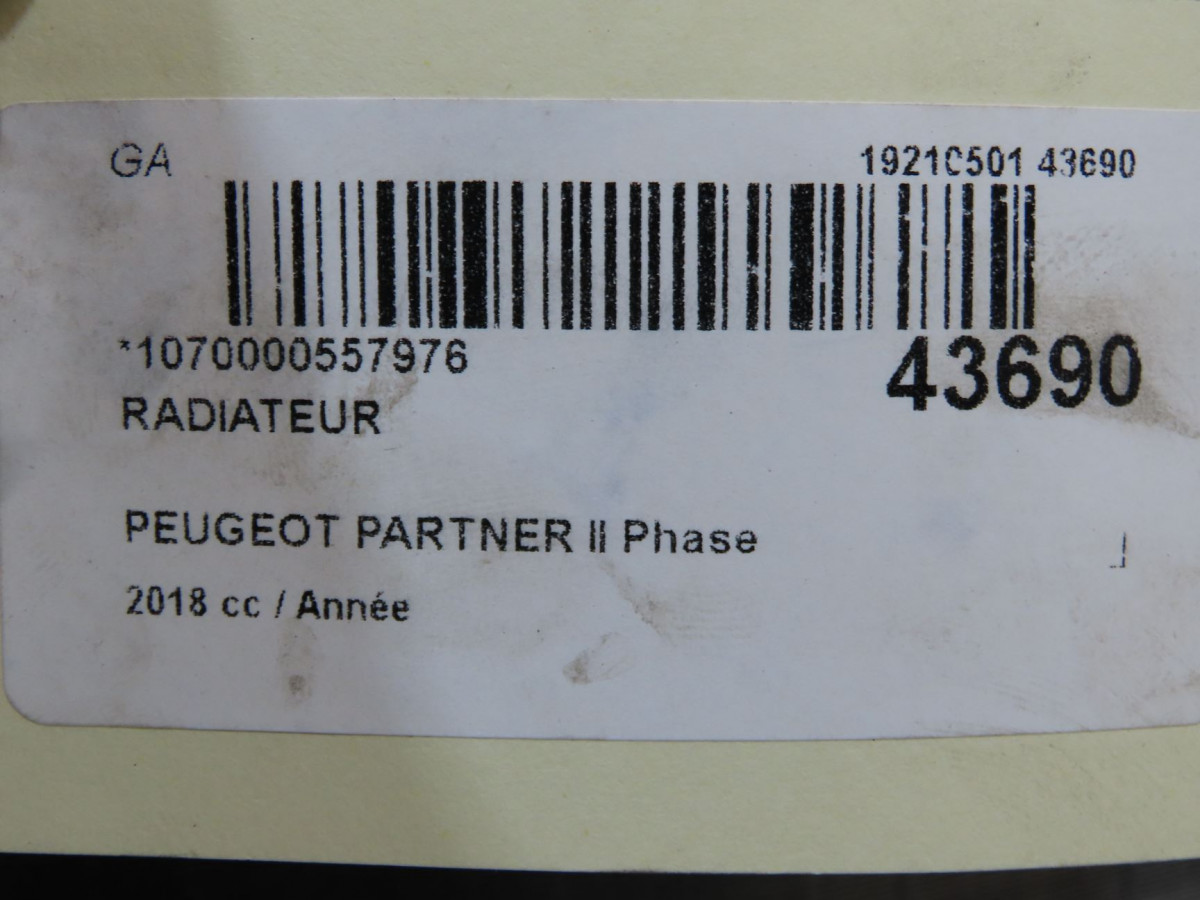 GA
1921C501 43690
*1070000557976
43690
RADIATEUR
PEUGEOT PARTNER II Phase
2018 cc / Année